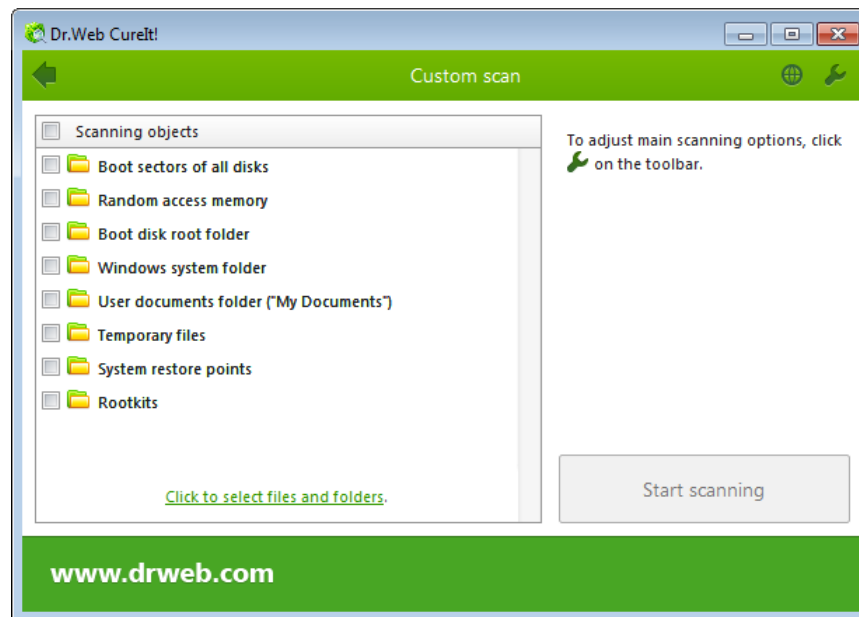 Dr.Web CureIt!
Custom scan
Scanning objects
Boot sectors of all disks
Random access memory
Boot disk root folder
Windows system folder
User documents folder ("My Documents")
Temporary files
System restore points
Rootkits
Click to select files and folders.
To adjust main scanning options, click
on the toolbar.
Start scanning
www.drweb.com